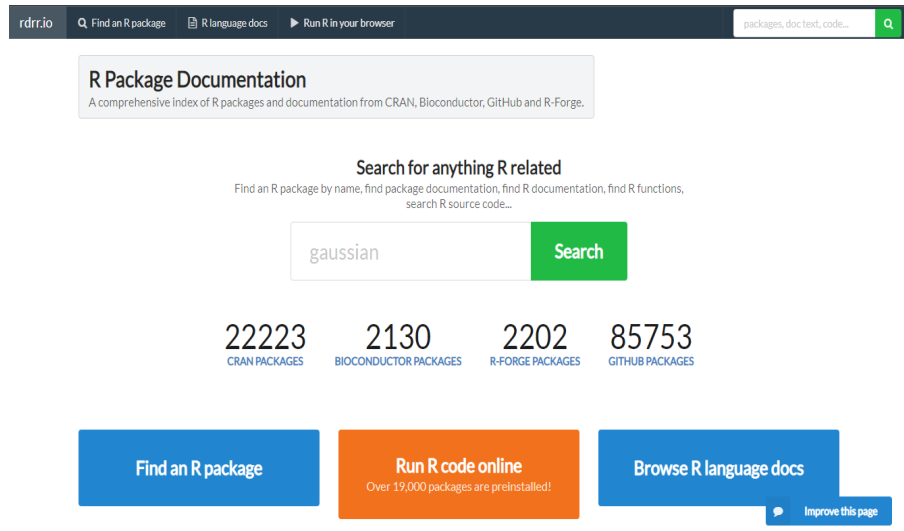 rdrr.io Find an R package R language docs Run R in your browser packages, doc text, code...
R Package Documentation
A comprehensive index of R packages and documentation from CRAN, Bioconductor, GitHub and R-Forge.
Search for anything R related
Find an R package by name, find package documentation, find R documentation, find R functions,
search R source code...
gaussian Search
22223 2130 2202 85753
CRAN PACKAGES BIOCONDUCTOR PACKAGES R-FORGE PACKAGES GITHUB PACKAGES
Find an R package Run R code online Browse R language docs
Over 19,000 packages are preinstalled!
Improve this page